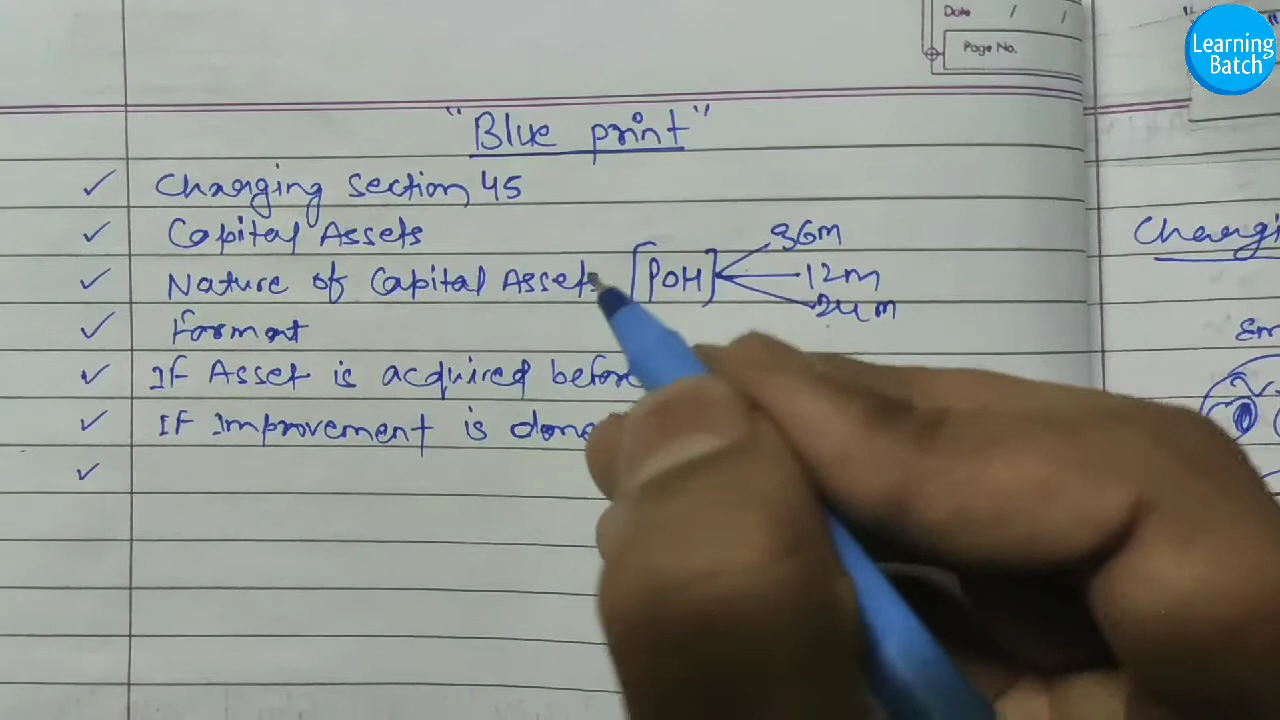 Learning
Batch
Date / /
Page No.
"Blue print"
✓ Charging section 45
✓ Capital Assets
✓ Nature of Capital Assets [POH] 36m
12m
24m
✓ Format
✓ If Asset is acquired before
✓ If Improvement is done
✓
Chargi